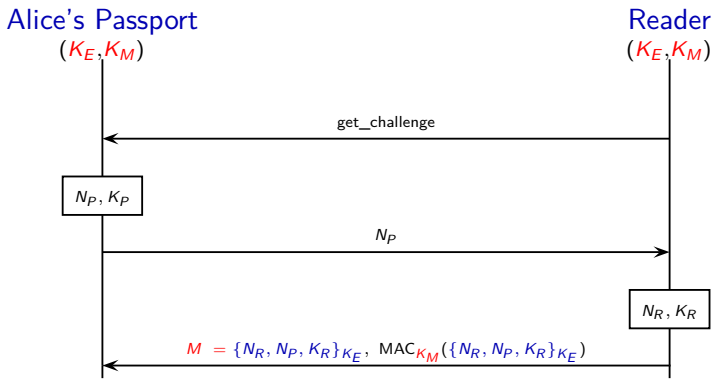 Alice's Passport Reader
(K_E, K_M) (K_E, K_M)
get_challenge
N_P, K_P
N_P
N_R, K_R
M = {N_R, N_P, K_R}_{K_E}, MAC_{K_M}({N_R, N_P, K_R}_{K_E})